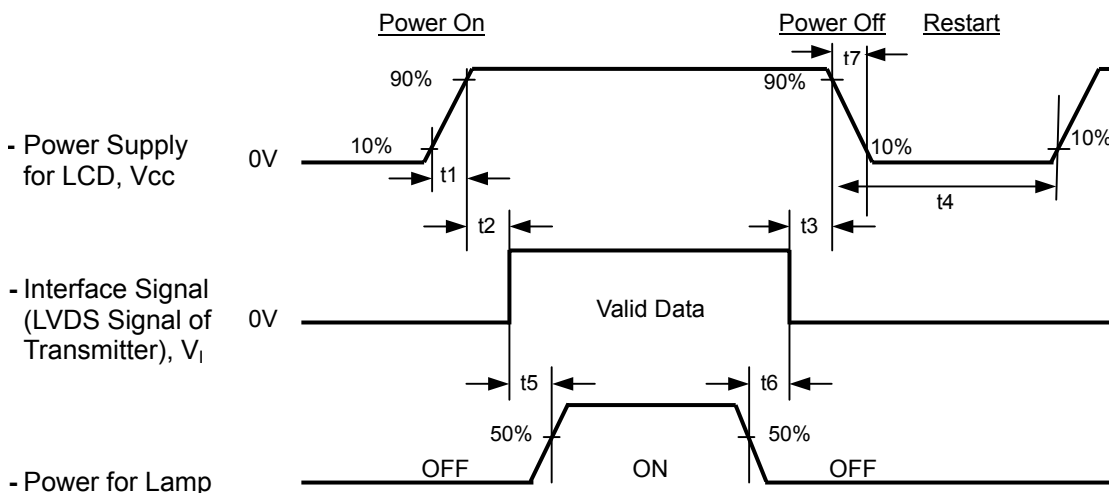 Power On
Power Off
Restart
t7
90%
90%
- Power Supply
for LCD, Vcc
0V
10%
10%
10%
t1
t4
t2
t3
- Interface Signal
(LVDS Signal of
Transmitter), VI
0V
Valid Data
t5
t6
50%
50%
- Power for Lamp
OFF
ON
OFF